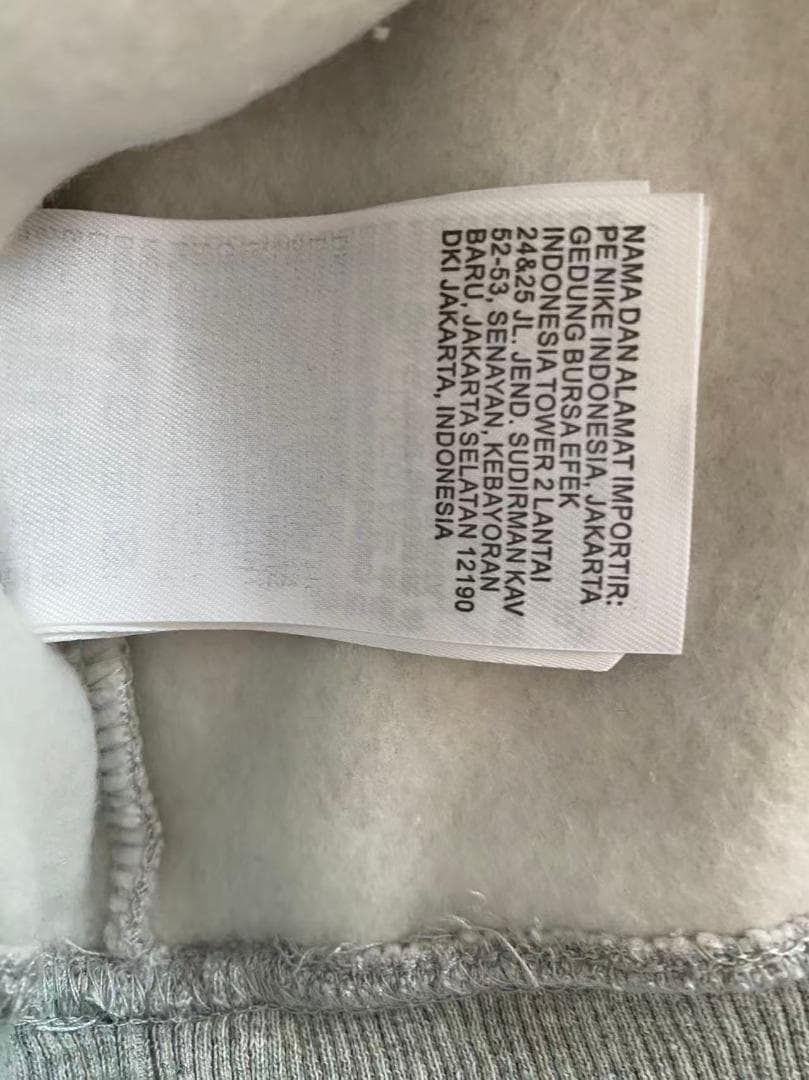 NAMA DAN ALAMAT IMPORTIR:
PE NIKE INDONESIA, JAKARTA
GEDUNG BURSA EFEK
INDONESIA TOWER 2 LANTAI
24&25 JL. JEND. SUDIRMAN KAV
52-53, SENAYAN, KEBAYORAN
BARU, JAKARTA SELATAN 12190
DKI JAKARTA, INDONESIA